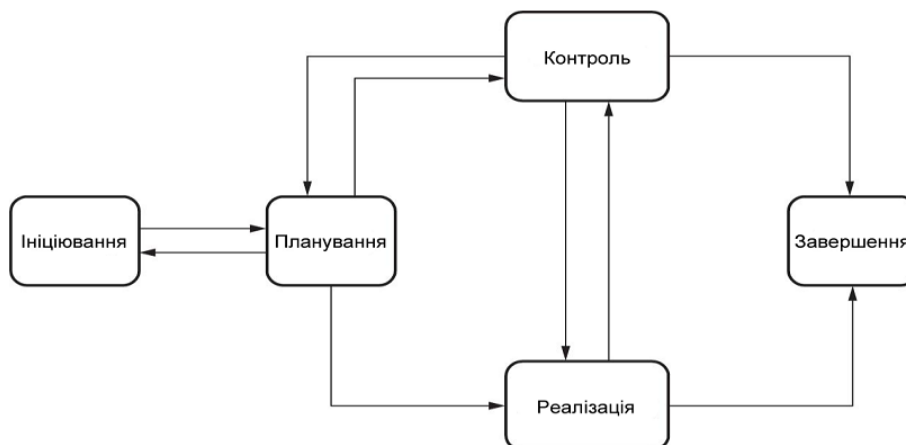 Контроль
Ініціювання
Планування
Завершення
Реалізація